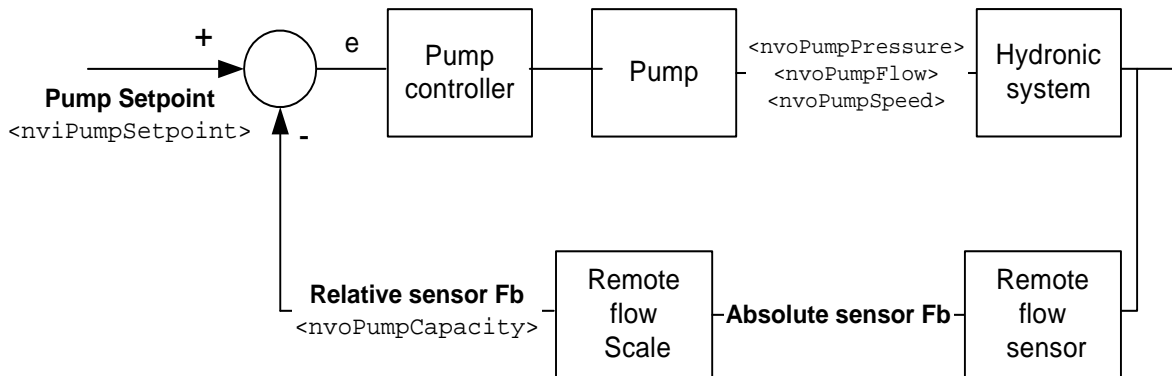 +
e
Pump
controller
Pump
<nvoPumpPressure>
<nvoPumpFlow>
<nvoPumpSpeed>
Hydronic
system
Pump Setpoint
<nviPumpSetpoint>
-
Relative sensor Fb
<nvoPumpCapacity>
Remote
flow
Scale
Absolute sensor Fb
Remote
flow
sensor